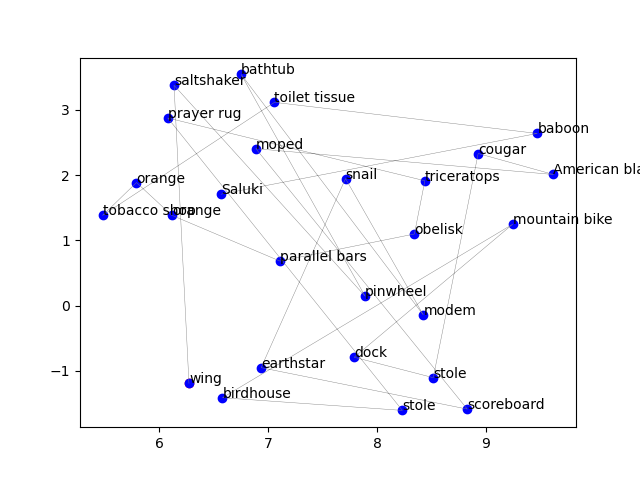 bathtub
saltshaker
toilet tissue
prayer rug
baboon
moped
cougar
American bla
snail
triceratops
orange
Saluki
tobacco shop
orange
mountain bike
obelisk
parallel bars
pinwheel
modem
dock
earthstar
stole
wing
birdhouse
stole
scoreboard
3
2
1
0
−1
6
7
8
9